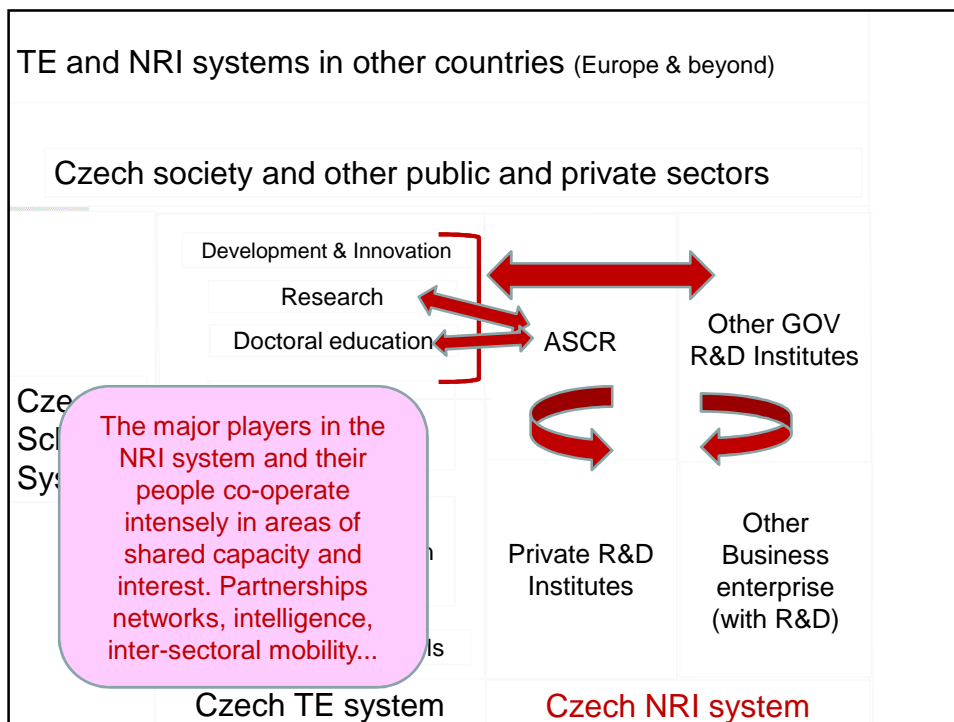 TE and NRI systems in other countries (Europe & beyond)
Czech society and other public and private sectors
Development & Innovation
Research
Doctoral education
ASCR
Other GOV
R&D Institutes
The major players in the
NRI system and their
people co-operate
intensely in areas of
shared capacity and
interest. Partnerships
networks, intelligence,
inter-sectoral mobility...
Private R&D
Institutes
Other
Business
enterprise
(with R&D)
Czech TE system
Czech NRI system